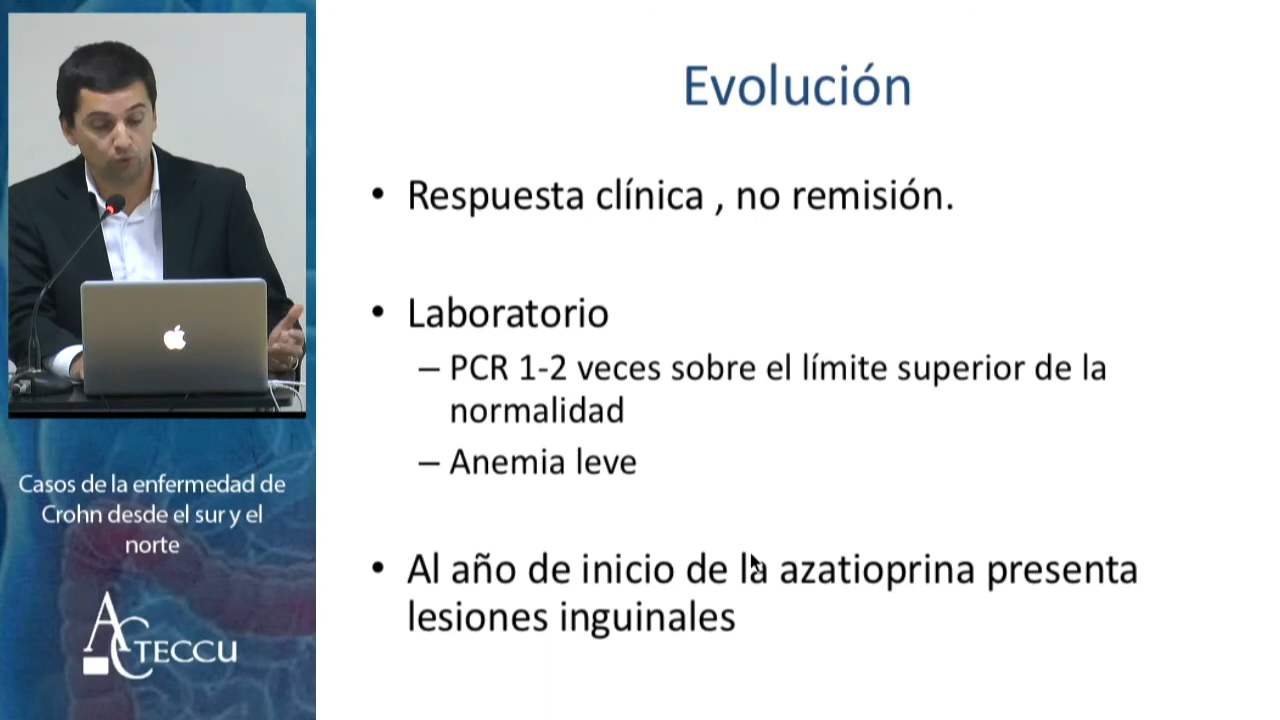 Evolución
• Respuesta clínica , no remisión.
• Laboratorio
– PCR 1-2 veces sobre el límite superior de la
normalidad
– Anemia leve
• Al año de inicio de la azatioprina presenta
lesiones inguinales
Casos de la enfermedad de
Crohn desde el sur y el
norte
ACTECCU